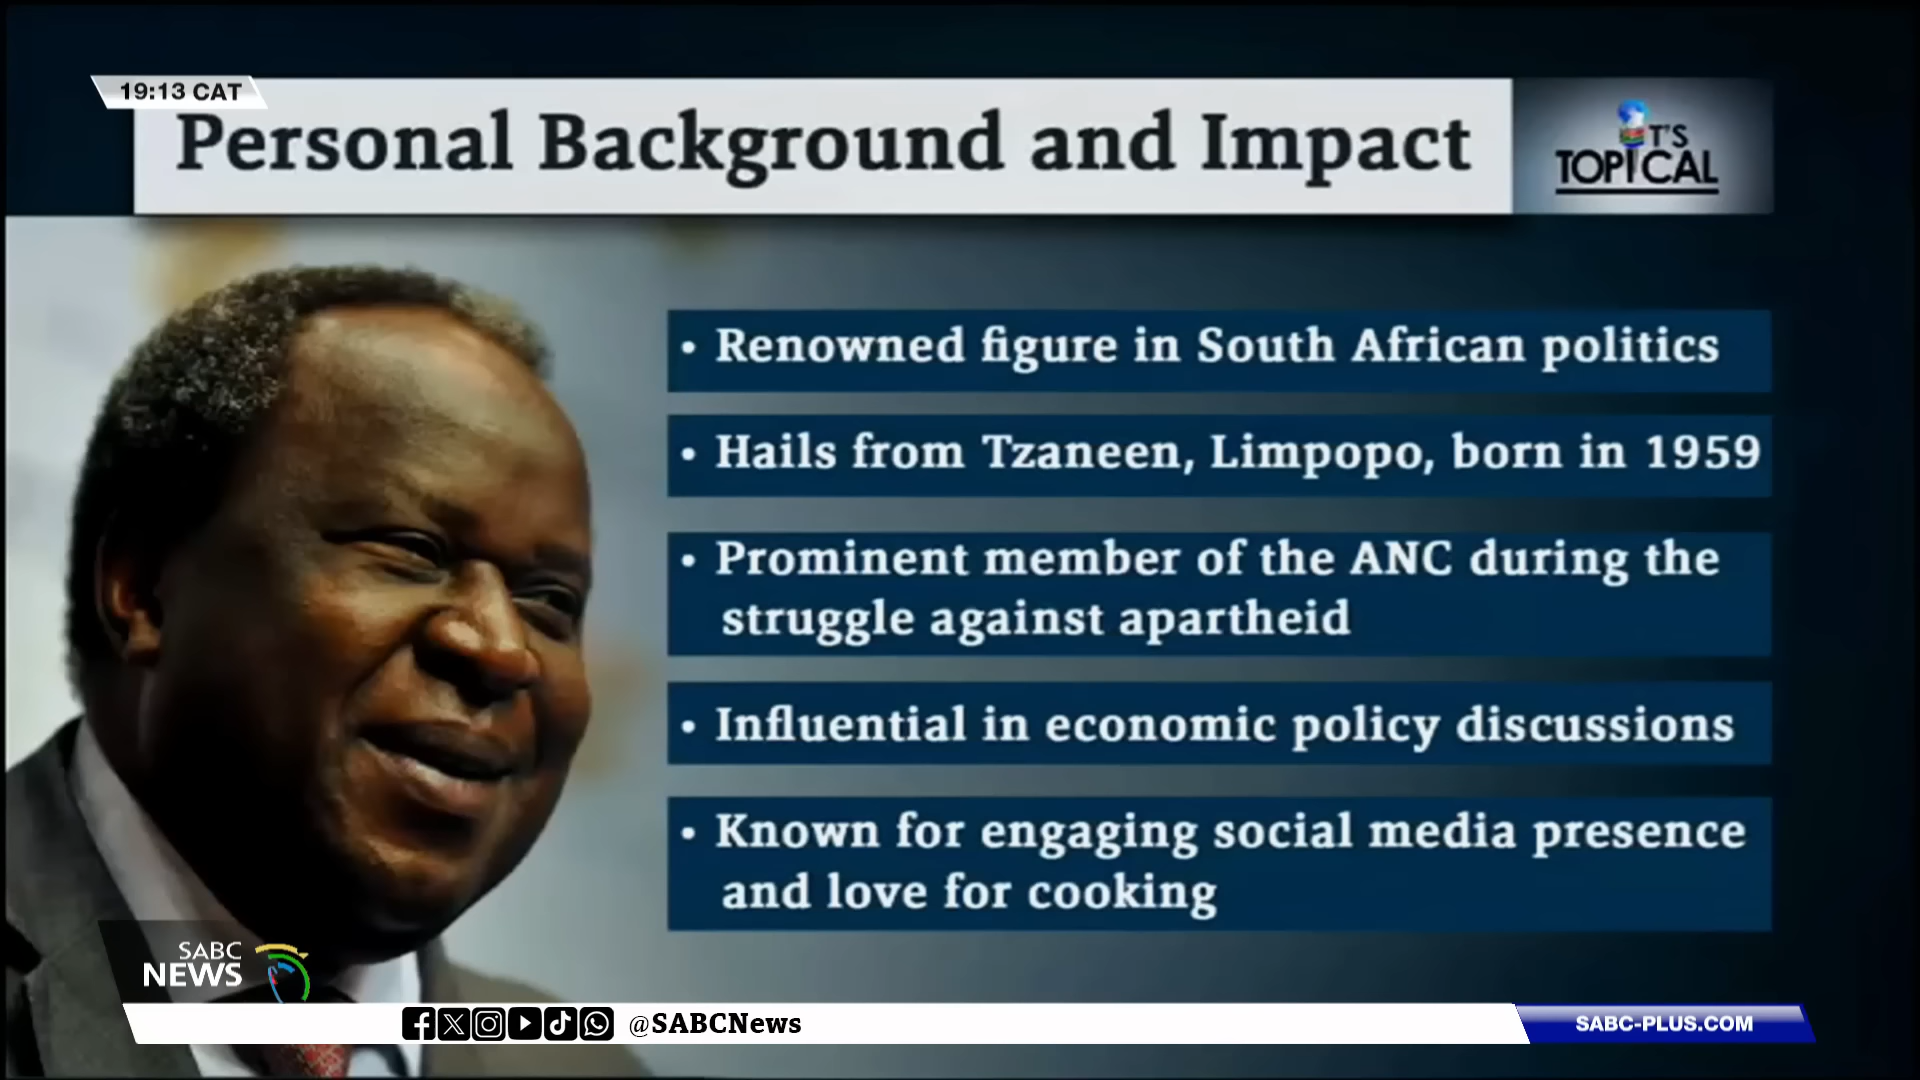 19:13 CAT
Personal Background and Impact
IT'S
TOPICAL
• Renowned figure in South African politics
• Hails from Tzaneen, Limpopo, born in 1959
• Prominent member of the ANC during the
struggle against apartheid
• Influential in economic policy discussions
• Known for engaging social media presence
and love for cooking
SABC
NEWS
@SABCNews
SABC-PLUS.COM